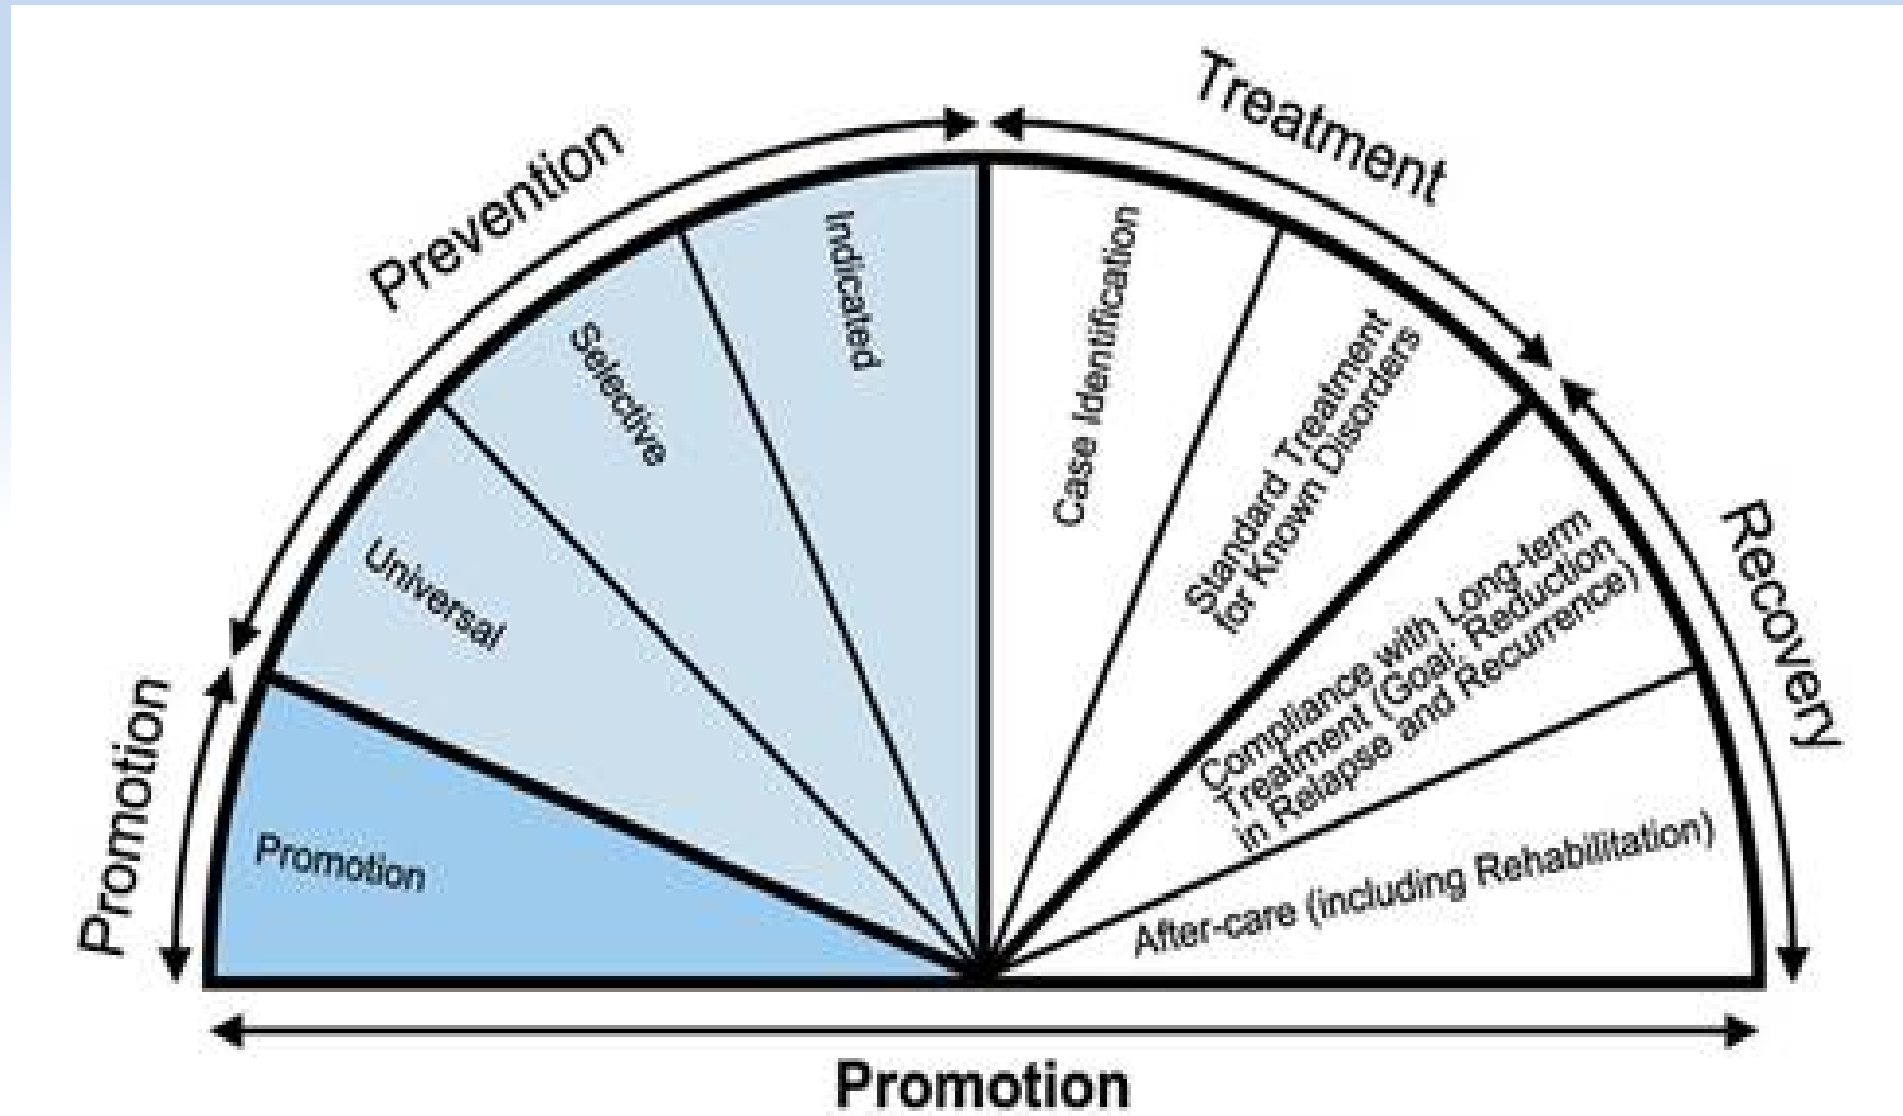 Promotion
Prevention
Treatment
Recovery
Promotion
Universal
Selective
Indicated
Case Identification
Standard Treatment
for Known Disorders
Compliance with Long-term
Treatment (Goal: Reduction
in Relapse and Recurrence)
After-care (including Rehabilitation)
Promotion